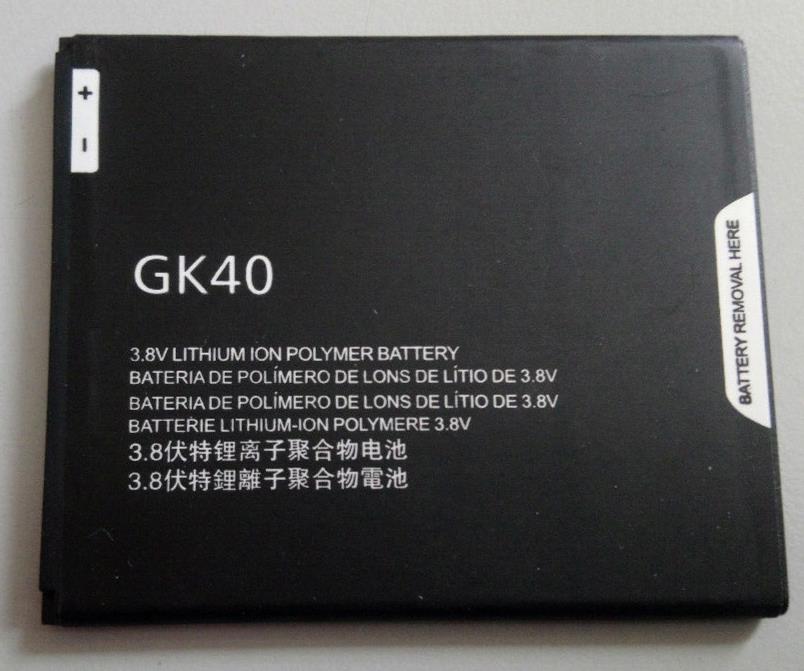 +
-
GK40
BATTERY REMOVAL HERE
3.8V LITHIUM ION POLYMER BATTERY
BATERIA DE POLÍMERO DE LONS DE LÍTIO DE 3.8V
BATERIA DE POLÍMERO DE LONS DE LÍTIO DE 3.8V
BATTERIE LITHIUM-ION POLYMERE 3.8V
3.8伏特锂离子聚合物电池
3.8伏特鋰離子聚合物電池